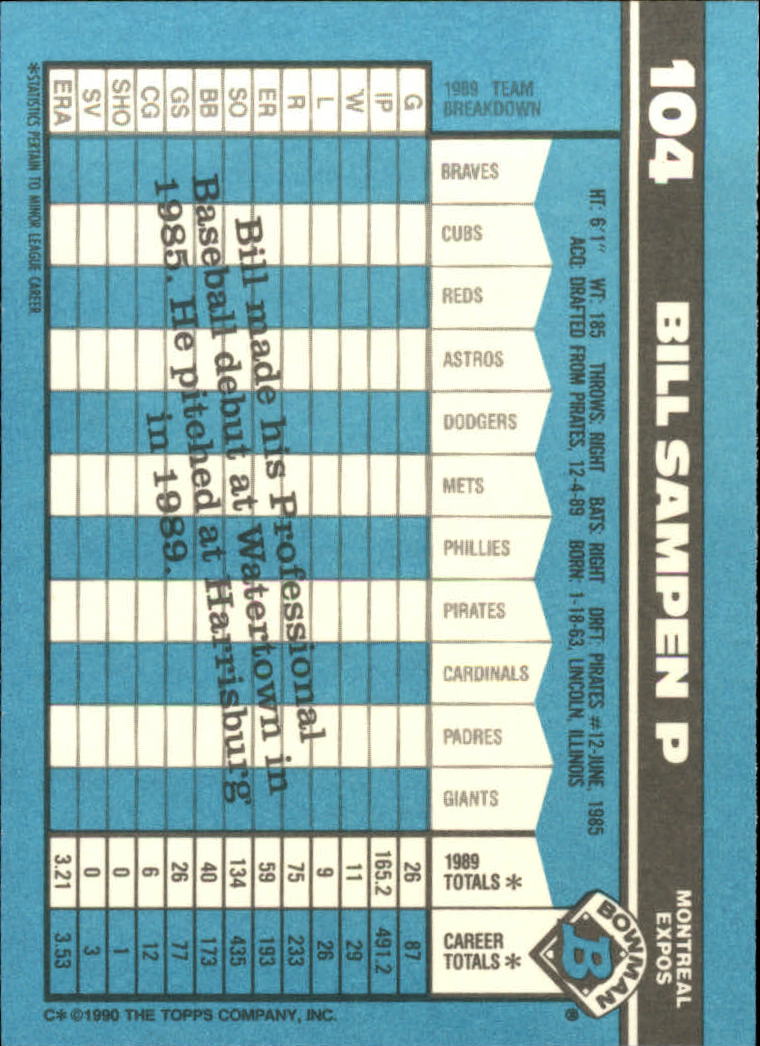 104 BILL SAMPEN P MONTREAL
EXPOS
HT: 6'1" WT: 185 THROWS: RIGHT BATS: RIGHT DRFT: PIRATES #12-JUNE, 1985
ACQ: DRAFTED FROM PIRATES, 12-4-89 BORN: 1-18-63, LINCOLN, ILLINOIS
BOWMAN
B
®
1989 TEAM
BREAKDOWN
BRAVES
CUBS
REDS
ASTROS
DODGERS
METS
PHILLIES
PIRATES
CARDINALS
PADRES
GIANTS
1989
TOTALS *
CAREER
TOTALS *
G 26 87
IP 165.2 491.2
W 11 29
L 9 26
R 75 233
ER 59 193
SO 134 435
BB 40 173
GS 26 77
CG 6 12
SHO 0 1
SV 0 3
ERA 3.21 3.53
Bill made his Professional
Baseball debut at Watertown in
1985. He pitched at Harrisburg
in 1989.
*STATISTICS PERTAIN TO MINOR LEAGUE CAREER
C* ©1990 THE TOPPS COMPANY, INC.